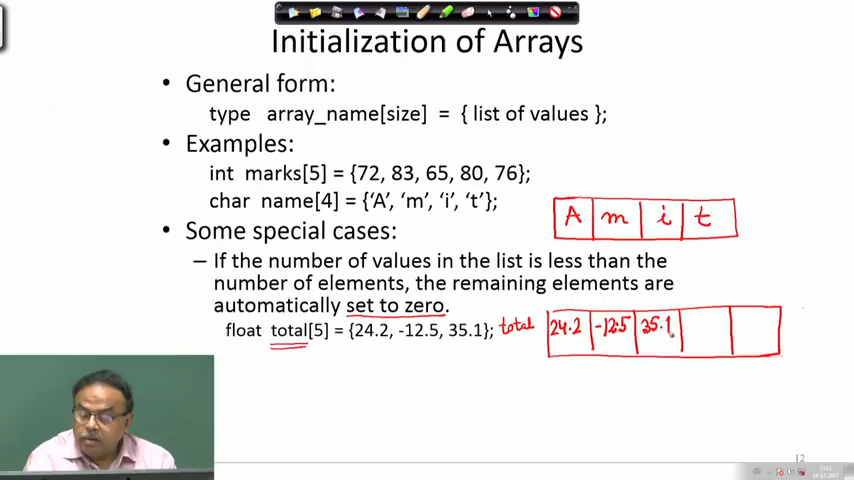 Initialization of Arrays
• General form:
type array_name[size] = { list of values };
• Examples:
int marks[5] = {72, 83, 65, 80, 76};
char name[4] = {‘A’, ‘m’, ‘i’, ‘t’};
A m i t
• Some special cases:
– If the number of values in the list is less than the
number of elements, the remaining elements are
automatically set to zero.
float total[5] = {24.2, -12.5, 35.1};
total 24.2 -12.5 35.1
12